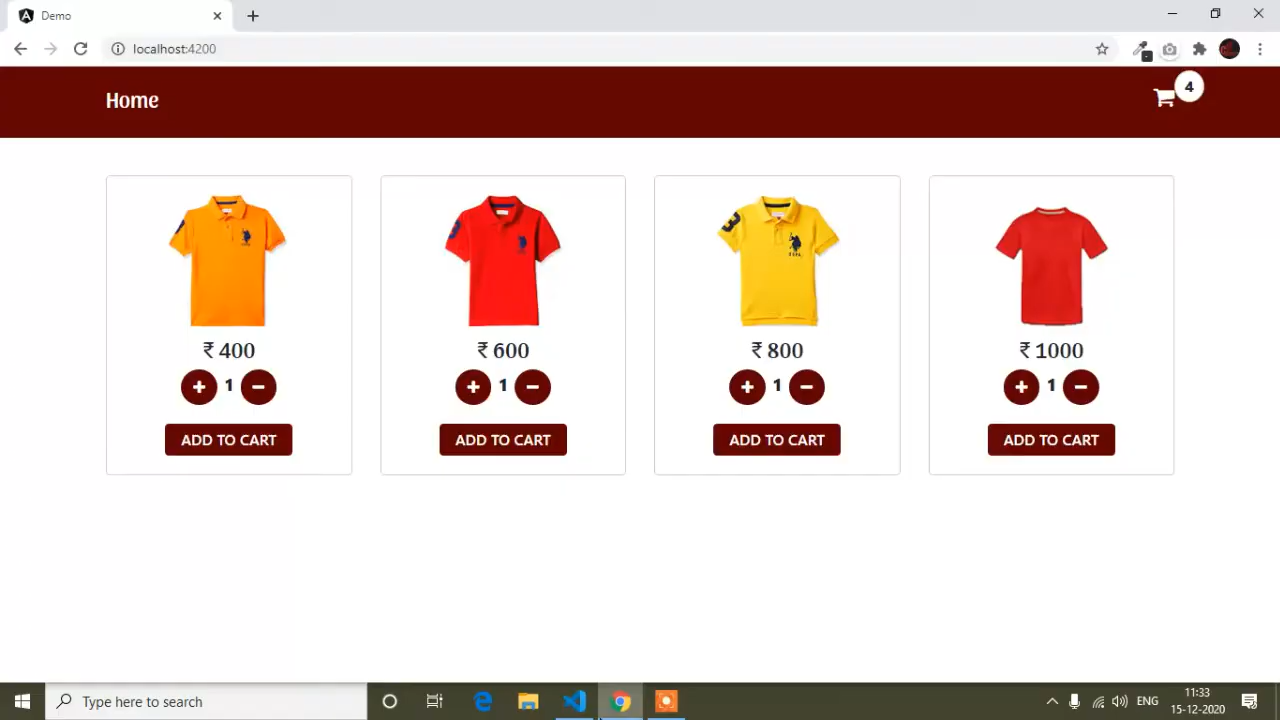 Demo
localhost:4200
Home
4
₹ 400
₹ 600
₹ 800
₹ 1000
+ 1 −
+ 1 −
+ 1 −
+ 1 −
ADD TO CART
ADD TO CART
ADD TO CART
ADD TO CART
Type here to search
ENG
11:33
15-12-2020